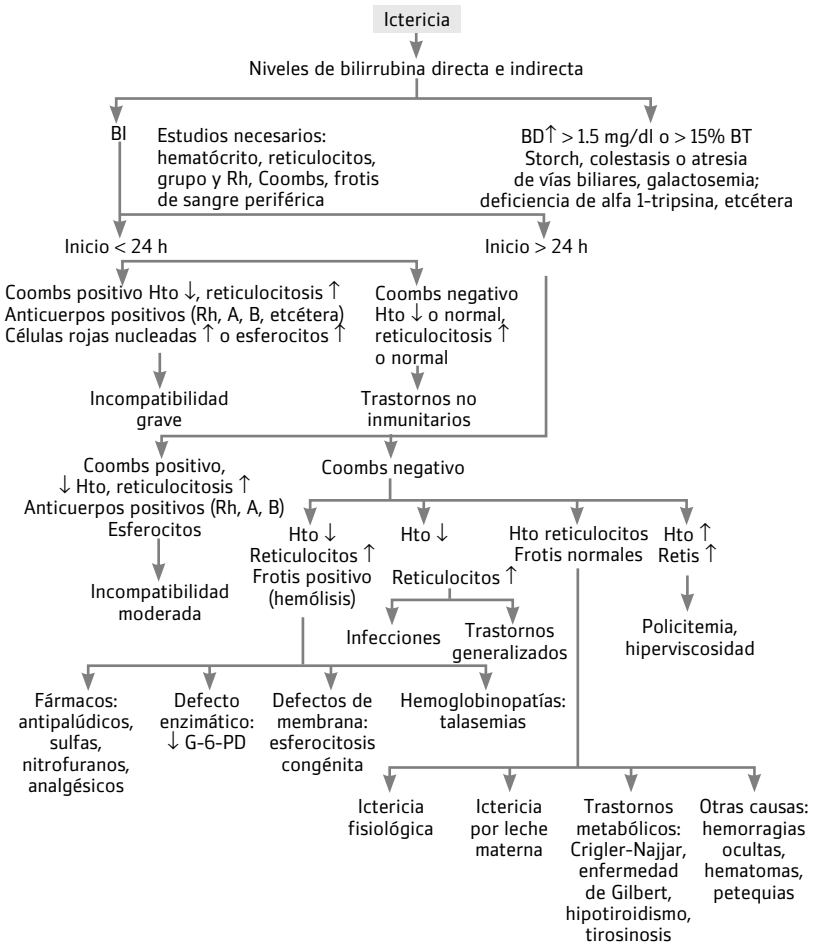 Ictericia
Niveles de bilirrubina directa e indirecta
BI
Estudios necesarios:
hematócrito, reticulocitos,
grupo y Rh, Coombs, frotis
de sangre periférica
BD↑ > 1.5 mg/dl o > 15% BT
Storch, colestasis o atresia
de vías biliares, galactosemia;
deficiencia de alfa 1-tripsina, etcétera
Inicio < 24 h
Inicio > 24 h
Coombs positivo Hto ↓, reticulocitosis ↑
Anticuerpos positivos (Rh, A, B, etcétera)
Células rojas nucleadas ↑ o esferocitos ↑
Coombs negativo
Hto ↓ o normal,
reticulocitosis ↑
o normal
Incompatibilidad
grave
Trastornos no
inmunitarios
Coombs positivo,
↓ Hto, reticulocitosis ↑
Anticuerpos positivos (Rh, A, B)
Esferocitos
Coombs negativo
Incompatibilidad
moderada
Hto ↓
Reticulocitos ↑
Frotis positivo
(hemólisis)
Hto ↓
Reticulocitos ↑
Infecciones
Trastornos
generalizados
Hto reticulocitos
Frotis normales
Hto ↑
Retis ↑
Policitemia,
hiperviscosidad
Fármacos:
antipalúdicos,
sulfas,
nitrofuranos,
analgésicos
Defecto
enzimático:
↓ G-6-PD
Defectos de
membrana:
esferocitosis
congénita
Hemoglobinopatías:
talasemias
Ictericia
fisiológica
Ictericia
por leche
materna
Trastornos
metabólicos:
Crigler-Najjar,
enfermedad
de Gilbert,
hipotiroidismo,
tirosinosis
Otras causas:
hemorragias
ocultas,
hematomas,
petequias